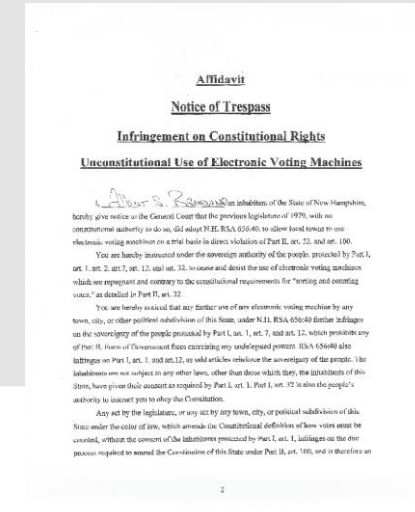 Affidavit
Notice of Trespass
Infringement on Constitutional Rights
Unconstitutional Use of Electronic Voting Machines
an inhabitant of the State of New Hampshire,
hereby give notice to the General Court that the previous legislature of 1979, with no
constitutional authority to do so, did adopt N.H. RSA 656:40, to allow local towns to use
electronic voting machines on a trial basis in direct violation of Part II, art. 32. and art. 100.
You are hereby instructed under the sovereign authority of the people, protected by Part I,
art. 1, art. 2, art.7, art. 12, and art. 32, to cease and desist the use of electronic voting machines
which are repugnant and contrary to the constitutional requirements for "sorting and counting
votes," as detailed in Part II, art. 32.
You are hereby noticed that any further use of any electronic voting machine by any
town, city, or other political subdivision of this State, under N.H. RSA 656:40 further infringes
on the sovereignty of the people protected by Part I, art. 1, art. 7, and art. 12, which prohibits any
of Part II, Form of Government from exercising any undelegated powers. RSA 656:40 also
infringes on Part I, art. 1. and art.12, as said articles reinforce the sovereignty of the people. The
inhabitants are not subject to any other laws, other than those which they, the inhabitants of this
State, have given their consent as required by Part I, art. 1. Part I, art. 32 is also the people's
authority to instruct you to obey the Constitution.
Any act by the legislature, or any act by any town, city, or political subdivision of this
State under the color of law, which amends the Constitutional definition of how votes must be
counted, without the consent of the inhabitants protected by Part I, art. 1, infringes on the due
process required to amend the Constitution of this State under Part II, art. 100, and is therefore an
2